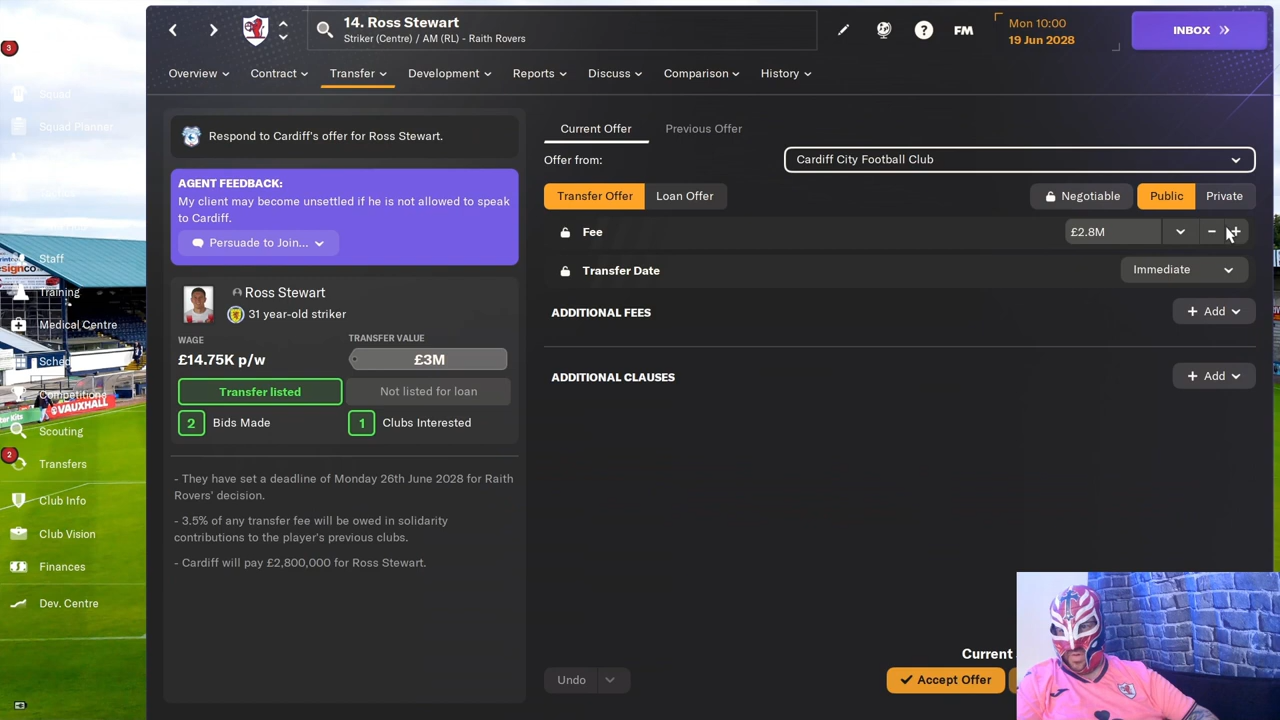 14. Ross Stewart
Striker (Centre) / AM (RL) - Raith Rovers
FM
Mon 10:00
19 Jun 2028
INBOX
3
Overview
Contract
Transfer
Development
Reports
Discuss
Comparison
History
Squad
Squad Planner
Staff
Training
Medical Centre
Sched
Competitions
VAUXHALL
Scouting
2
Transfers
Club Info
Club Vision
Finances
Dev. Centre
Respond to Cardiff's offer for Ross Stewart.
AGENT FEEDBACK:
My client may become unsettled if he is not allowed to speak
to Cardiff.
Persuade to Join...
Ross Stewart
31 year-old striker
WAGE
TRANSFER VALUE
£14.75K p/w
£3M
Transfer listed
Not listed for loan
2 Bids Made
1 Clubs Interested
- They have set a deadline of Monday 26th June 2028 for Raith
Rovers' decision.
- 3.5% of any transfer fee will be owed in solidarity
contributions to the player's previous clubs.
- Cardiff will pay £2,800,000 for Ross Stewart.
Current Offer
Previous Offer
Offer from:
Cardiff City Football Club
Transfer Offer
Loan Offer
Negotiable
Public
Private
Fee
£2.8M
Transfer Date
Immediate
ADDITIONAL FEES
Add
ADDITIONAL CLAUSES
Add
Current
Undo
Accept Offer